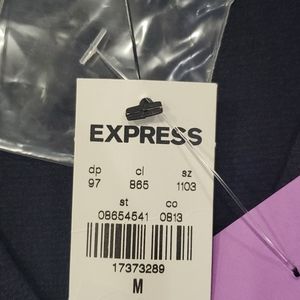 EXPRESS
dp cl sz
97 865 1103
st co
08654541 0813
17373289
M